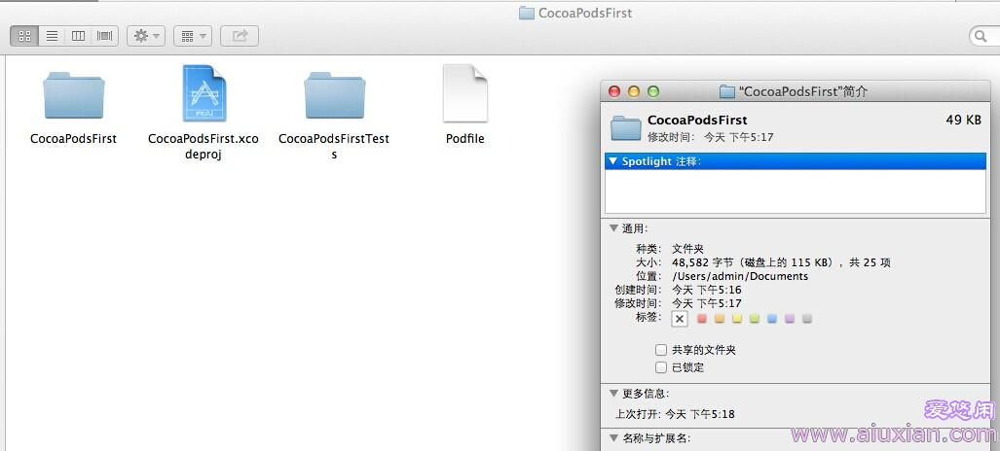 CocoaPodsFirst
CocoaPodsFirst
CocoaPodsFirst.xco
deproj
CocoaPodsFirstTest
s
Podfile
PROJ
“CocoaPodsFirst”简介
CocoaPodsFirst
49 KB
修改时间: 今天 下午5:17
Spotlight 注释:
通用:
种类: 文件夹
大小: 48,582 字节（磁盘上的 115 KB），共 25 项
位置: /Users/admin/Documents
创建时间: 今天 下午5:16
修改时间: 今天 下午5:17
标签:
共享的文件夹
已锁定
更多信息:
上次打开: 今天 下午5:18
名称与扩展名:
爱悠闲
www.aiuxian.com